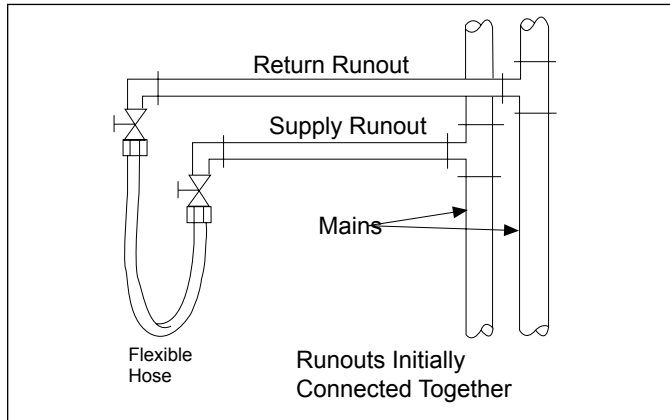 Return Runout
Supply Runout
Mains
Flexible
Hose
Runouts Initially
Connected Together